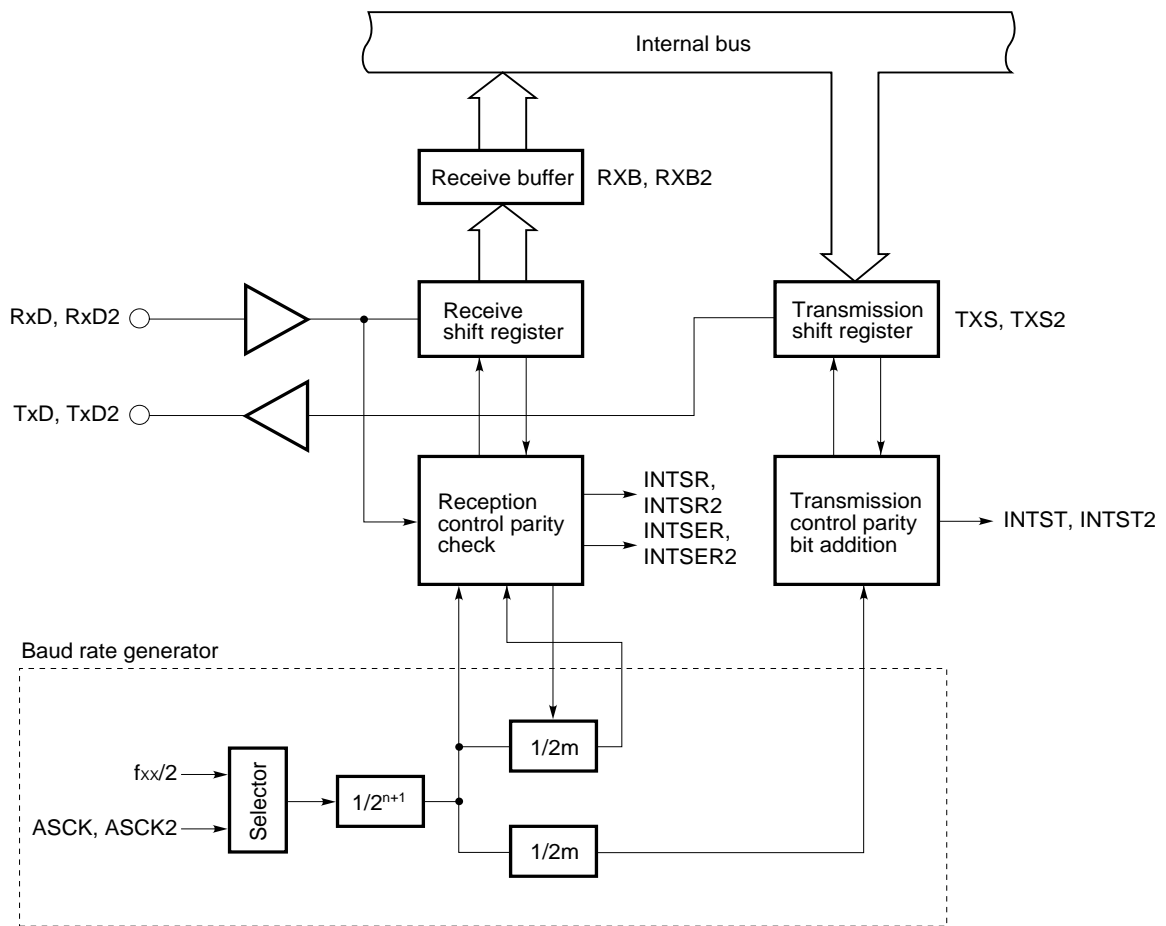 Internal bus
Receive buffer
RXB, RXB2
RxD, RxD2
Receive
shift register
Transmission
shift register
TXS, TXS2
TxD, TxD2
Reception
control parity
check
INTSR,
INTSR2
INTSER,
INTSER2
Transmission
control parity
bit addition
INTST, INTST2
Baud rate generator
fxx/2
ASCK, ASCK2
Selector
1/2ⁿ⁺¹
1/2m
1/2m